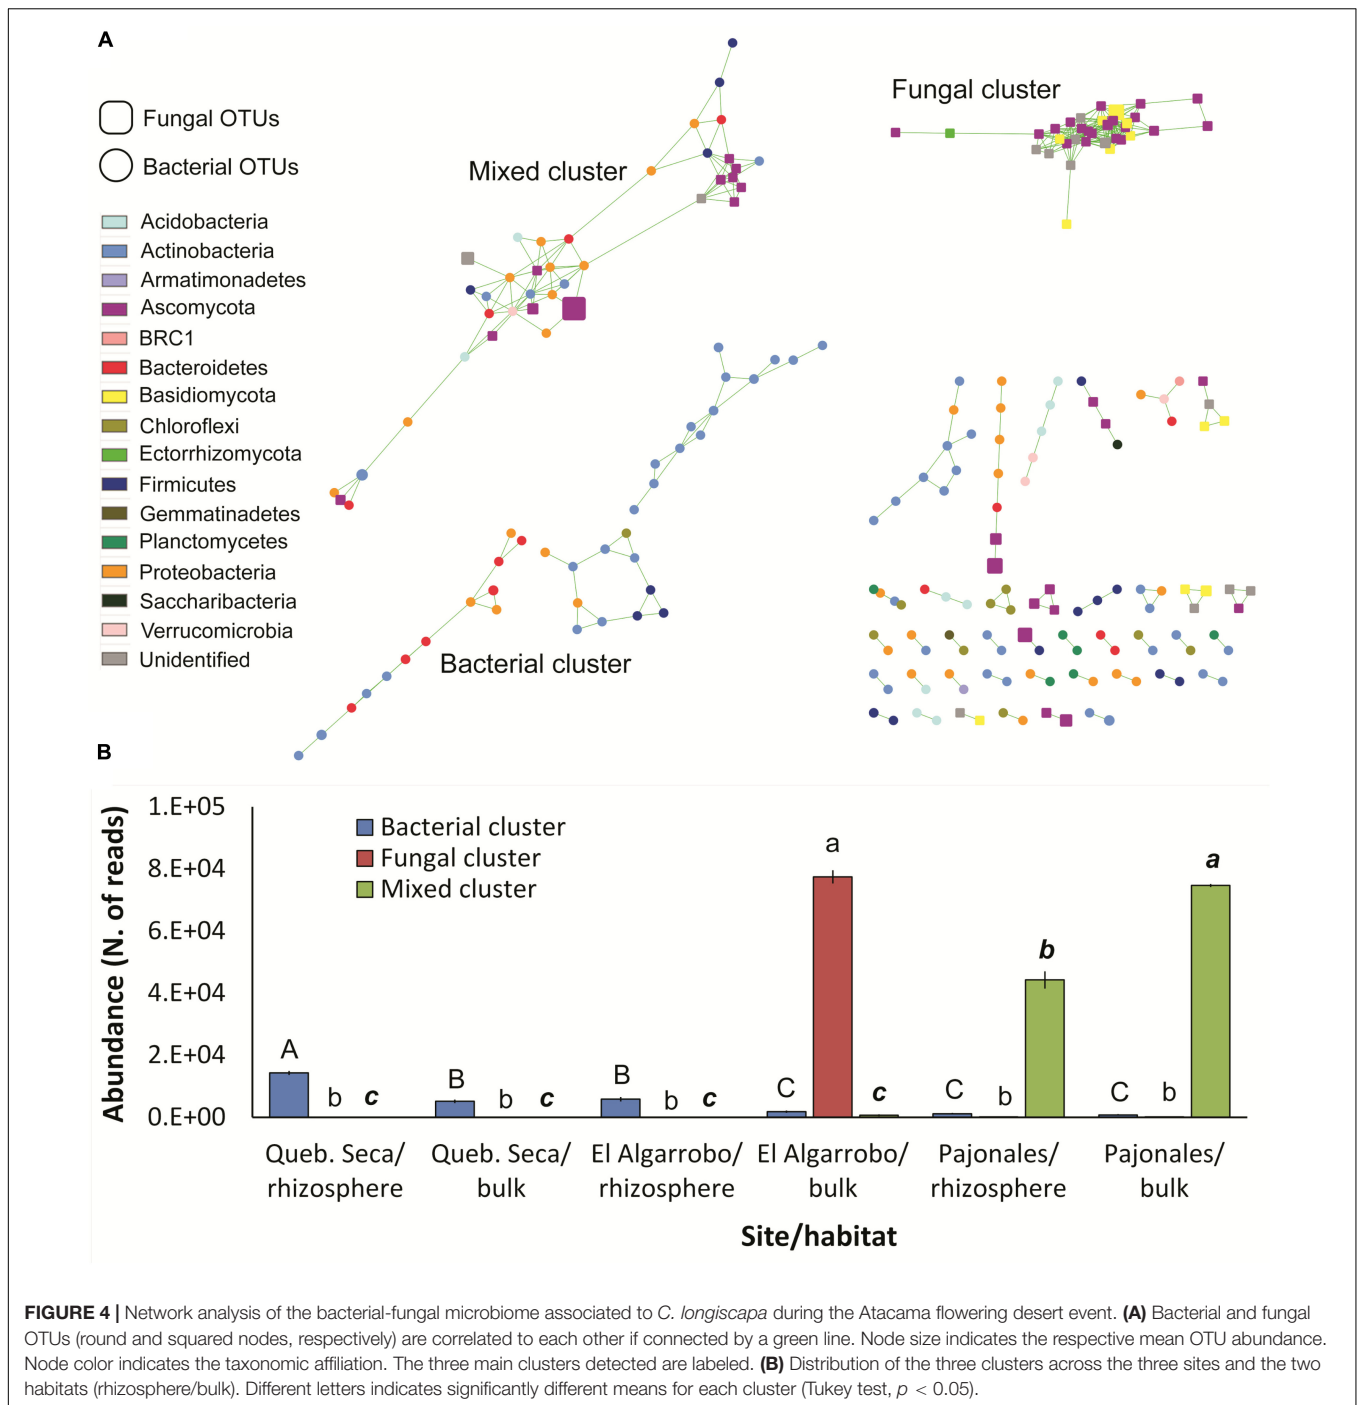 A
Fungal OTUs
Bacterial OTUs
Acidobacteria
Actinobacteria
Armatimonadetes
Ascomycota
BRC1
Bacteroidetes
Basidiomycota
Chloroflexi
Ectorrhizomycota
Firmicutes
Gemmatinadetes
Planctomycetes
Proteobacteria
Saccharibacteria
Verrucomicrobia
Unidentified
Mixed cluster
Fungal cluster
Bacterial cluster
B
Abundance (N. of reads)
1.E+05
8.E+04
6.E+04
4.E+04
2.E+04
0.E+00
Bacterial cluster
Fungal cluster
Mixed cluster
A b c
B b c
B b c
C a c
C b b
C b a
Queb. Seca/
rhizosphere
Queb. Seca/
bulk
El Algarrobo/
rhizosphere
El Algarrobo/
bulk
Pajonales/
rhizosphere
Pajonales/
bulk
Site/habitat
FIGURE 4 | Network analysis of the bacterial-fungal microbiome associated to C. longiscapa during the Atacama flowering desert event. (A) Bacterial and fungal
OTUs (round and squared nodes, respectively) are correlated to each other if connected by a green line. Node size indicates the respective mean OTU abundance.
Node color indicates the taxonomic affiliation. The three main clusters detected are labeled. (B) Distribution of the three clusters across the three sites and the two
habitats (rhizosphere/bulk). Different letters indicates significantly different means for each cluster (Tukey test, p < 0.05).